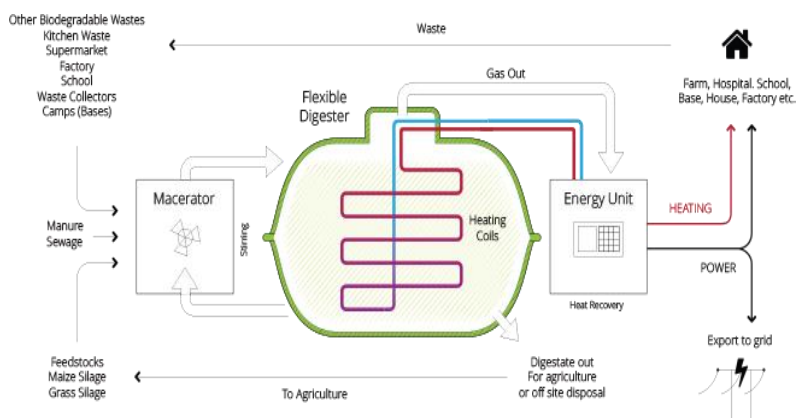 Other Biodegradable Wastes
Kitchen Waste
Supermarket
Factory
School
Waste Collectors
Camps (Bases)
Waste
Gas Out
Farm, Hospital. School,
Base, House, Factory etc.
Flexible
Digester
Macerator
Stiring
Heating
Coils
Energy Unit
HEATING
POWER
Heat Recovery
Manure
Sewage
Export to grid
Feedstocks
Maize Silage
Grass Silage
To Agriculture
Digestate out
For agriculture
or off site disposal